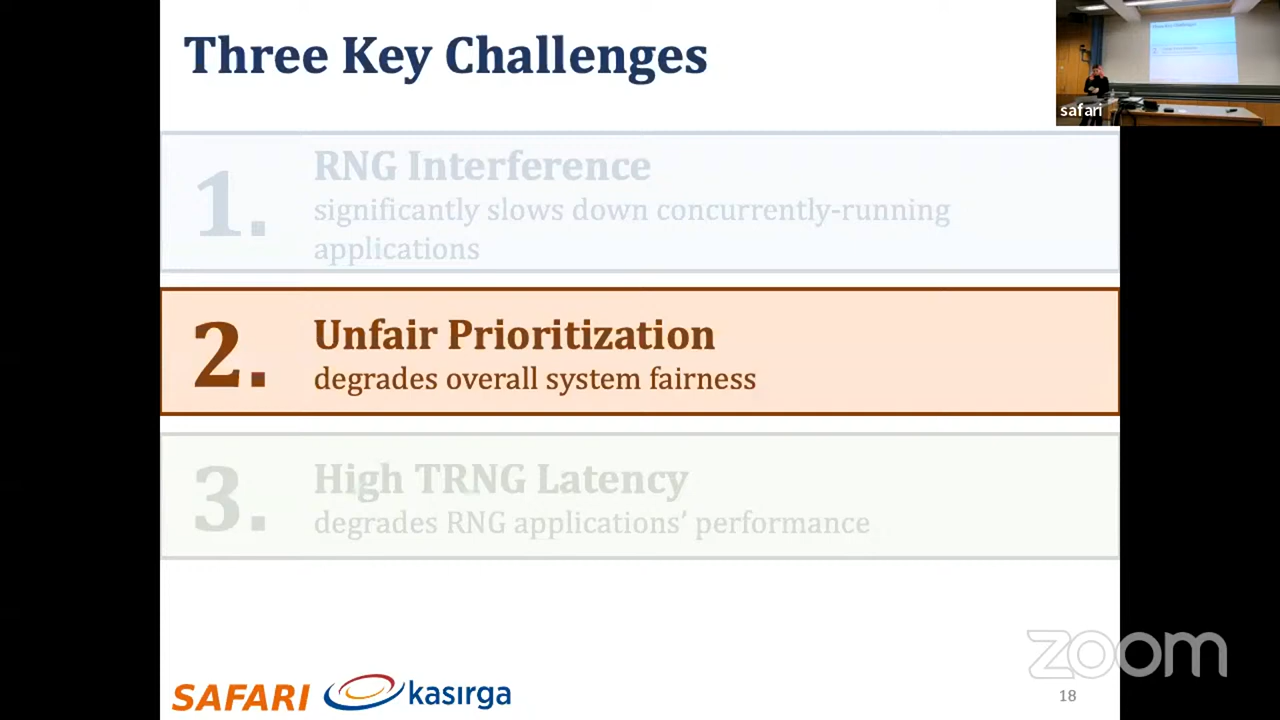 Three Key Challenges
safari
1.
RNG Interference
significantly slows down concurrently-running
applications
2.
Unfair Prioritization
degrades overall system fairness
3.
High TRNG Latency
degrades RNG applications’ performance
zoom
SAFARI
kasırga
18